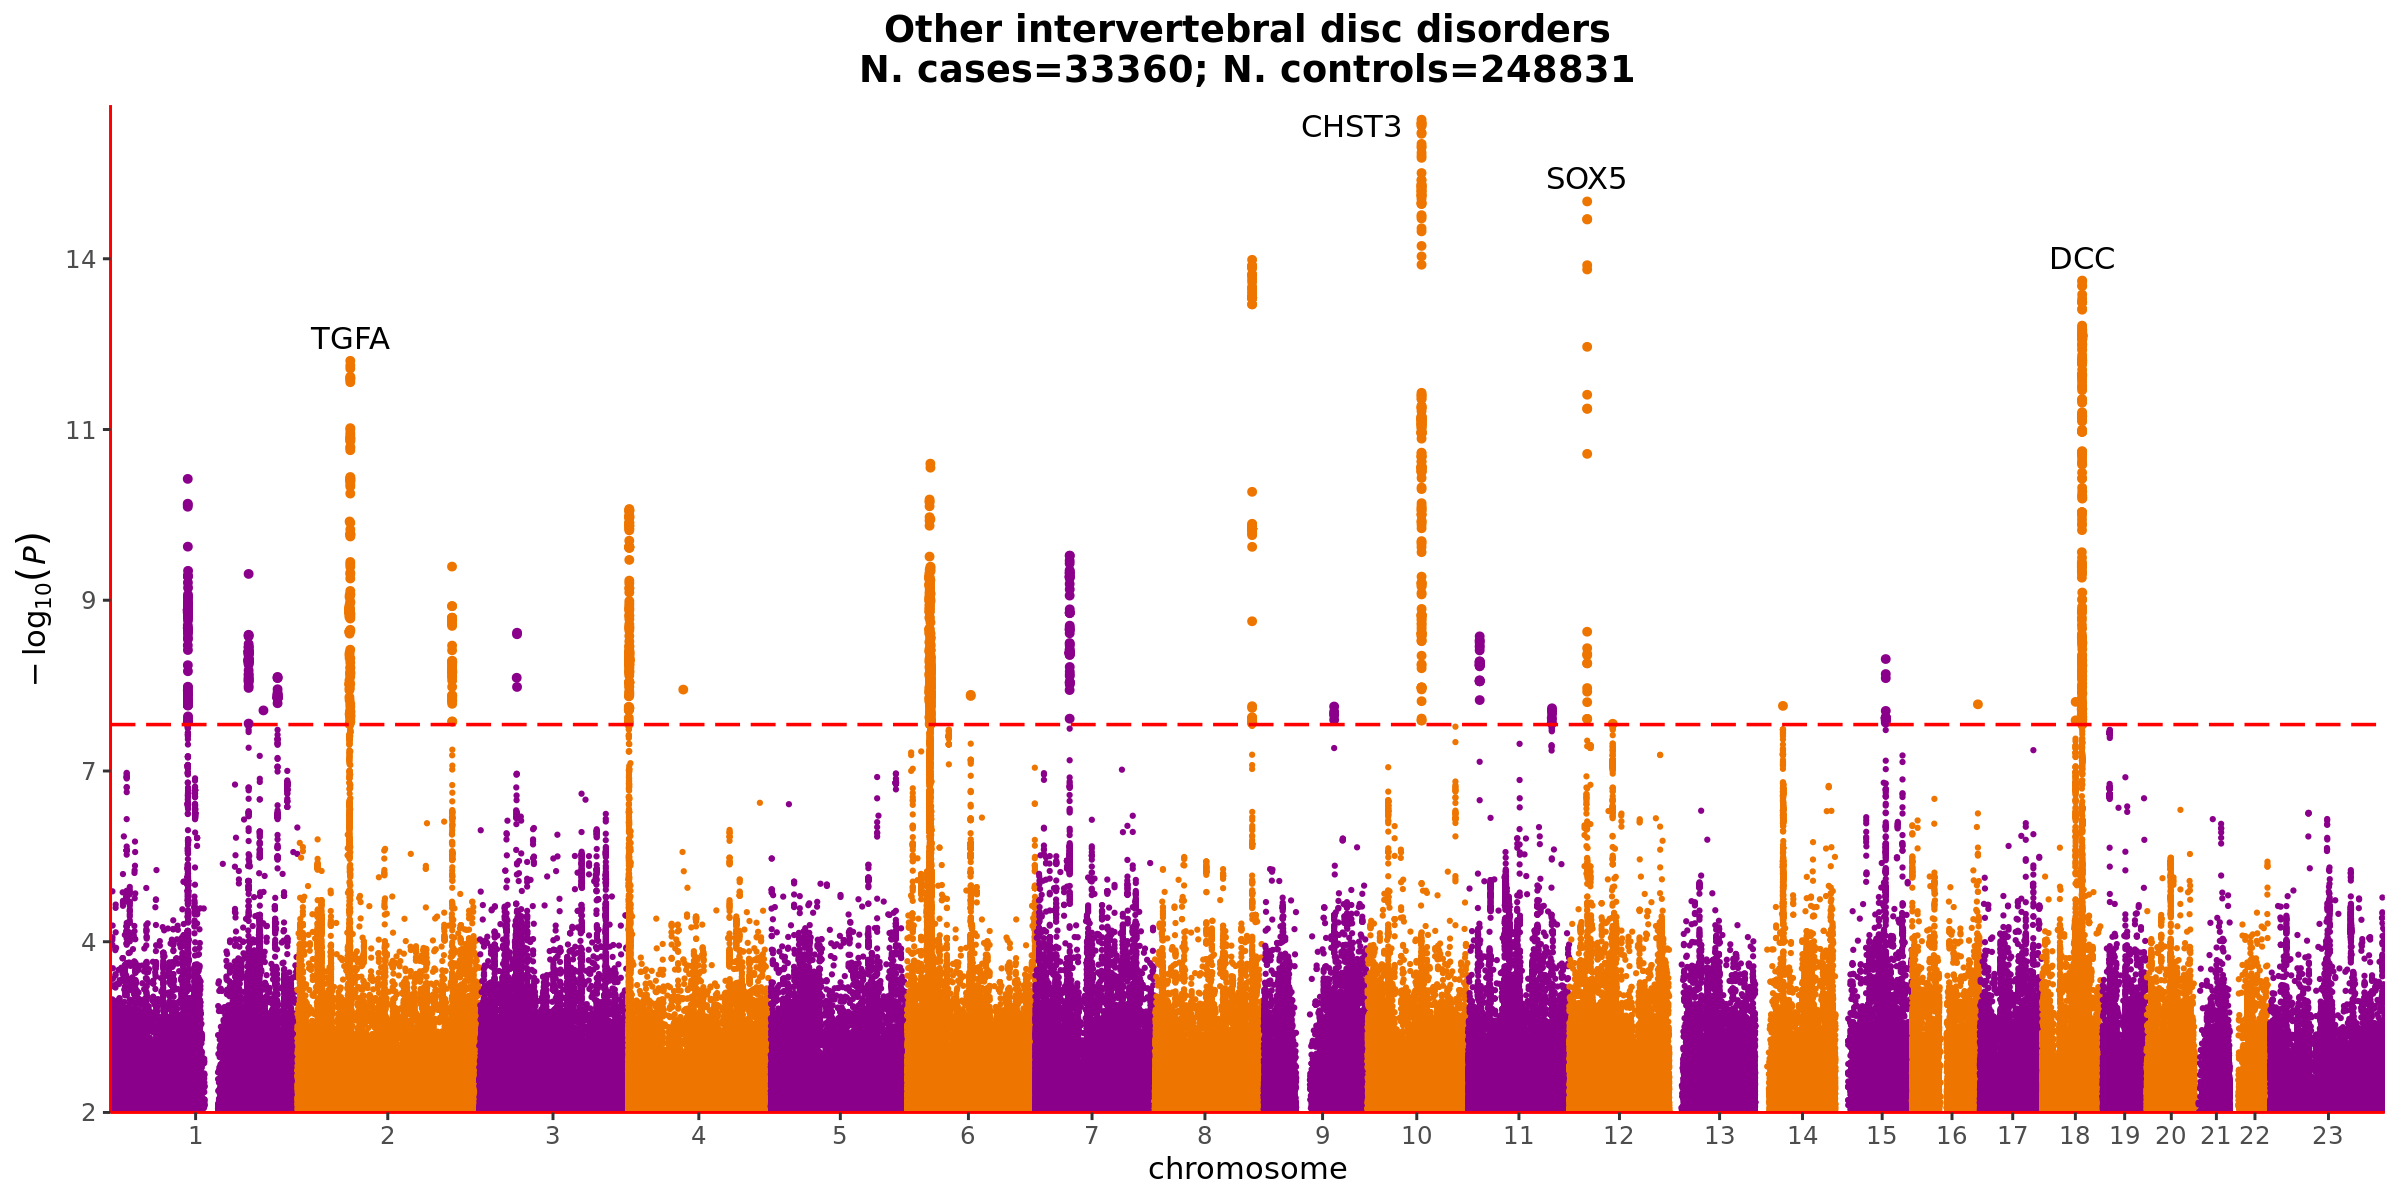 Other intervertebral disc disorders
N. cases=33360; N. controls=248831
CHST3
SOX5
DCC
TGFA
14
11
9
7
4
2
−log10(P)
1 2 3 4 5 6 7 8 9 10 11 12 13 14 15 16 17 18 19 20 21 22 23
chromosome